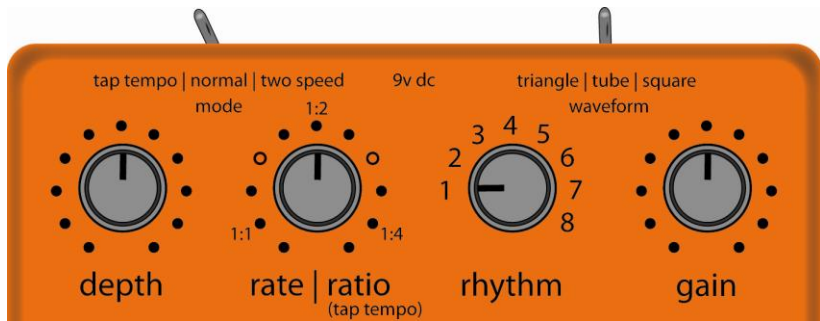 tap tempo | normal | two speed
mode
9v dc
triangle | tube | square
waveform
1:2
1:1
1:4
1
2
3
4
5
6
7
8
depth
rate | ratio
(tap tempo)
rhythm
gain